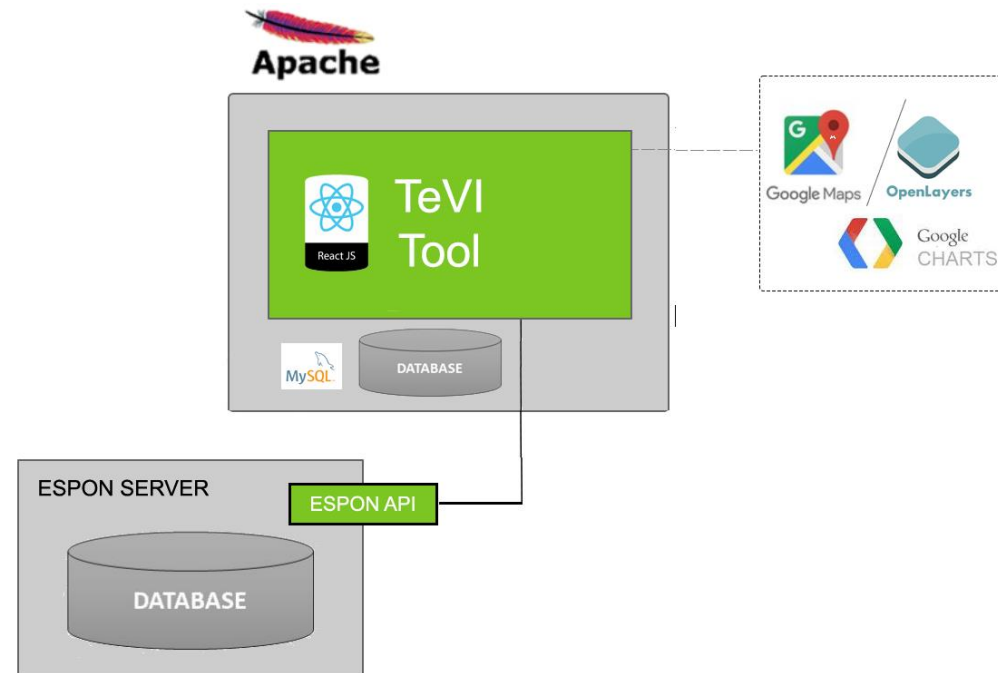 Apache
TeVI
Tool
React JS
MySQL
DATABASE
G
Google Maps
OpenLayers
Google
CHARTS
ESPON SERVER
ESPON API
DATABASE